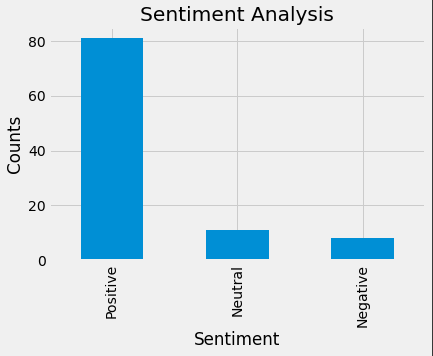 Sentiment Analysis
80
60
40
20
0
Counts
Positive
Neutral
Negative
Sentiment